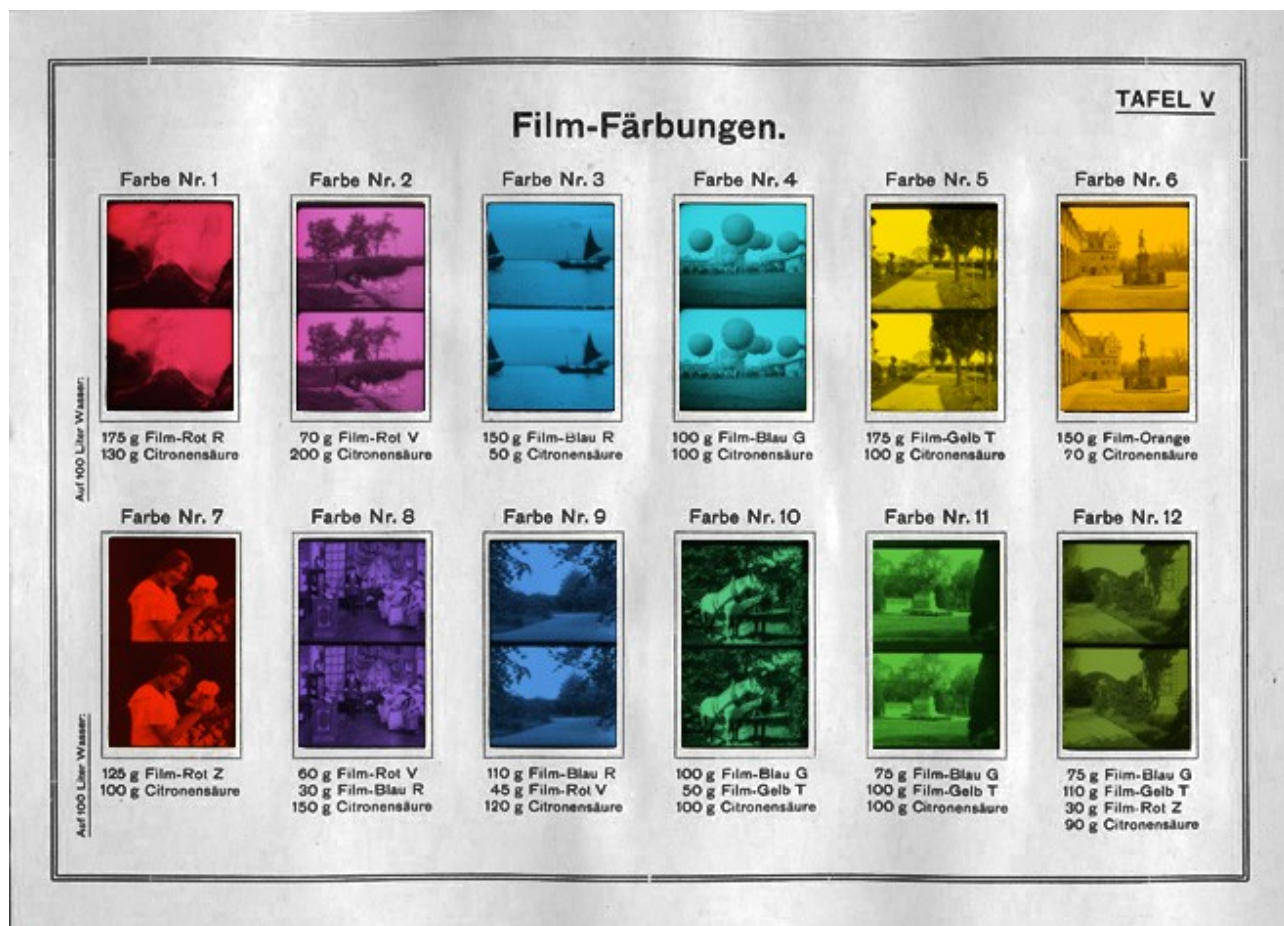 TAFEL V
Film-Färbungen.
Farbe Nr. 1
Farbe Nr. 2
Farbe Nr. 3
Farbe Nr. 4
Farbe Nr. 5
Farbe Nr. 6
Auf 100 Liter Wasser:
175 g Film-Rot R
130 g Citronensäure
70 g Film-Rot V
200 g Citronensäure
150 g Film-Blau R
50 g Citronensäure
100 g Film-Blau G
100 g Citronensäure
175 g Film-Gelb T
100 g Citronensäure
150 g Film-Orange
70 g Citronensäure
Farbe Nr. 7
Farbe Nr. 8
Farbe Nr. 9
Farbe Nr. 10
Farbe Nr. 11
Farbe Nr. 12
Auf 100 Liter Wasser:
125 g Film-Rot Z
100 g Citronensäure
60 g Film-Rot V
30 g Film-Blau R
150 g Citronensäure
110 g Film-Blau R
45 g Film-Rot V
120 g Citronensäure
100 g Film-Blau G
50 g Film-Gelb T
100 g Citronensäure
75 g Film-Blau G
100 g Film-Gelb T
100 g Citronensäure
75 g Film-Blau G
110 g Film-Gelb T
30 g Film-Rot Z
90 g Citronensäure